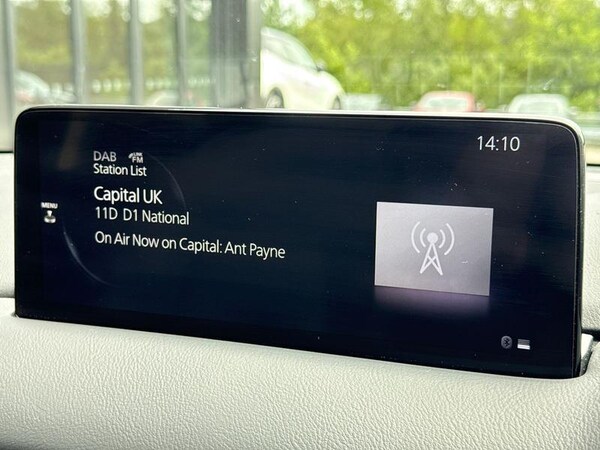 14:10
DAB FM
Station List
Capital UK
MENU
11D D1 National
On Air Now on Capital: Ant Payne